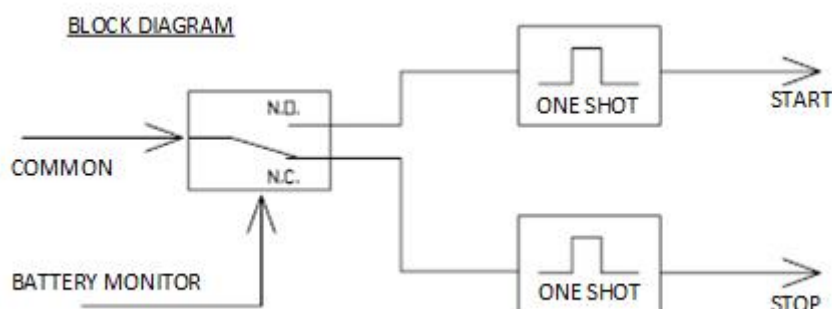 BLOCK DIAGRAM
N.O.
ONE SHOT
START
COMMON
N.C.
BATTERY MONITOR
ONE SHOT
STOP